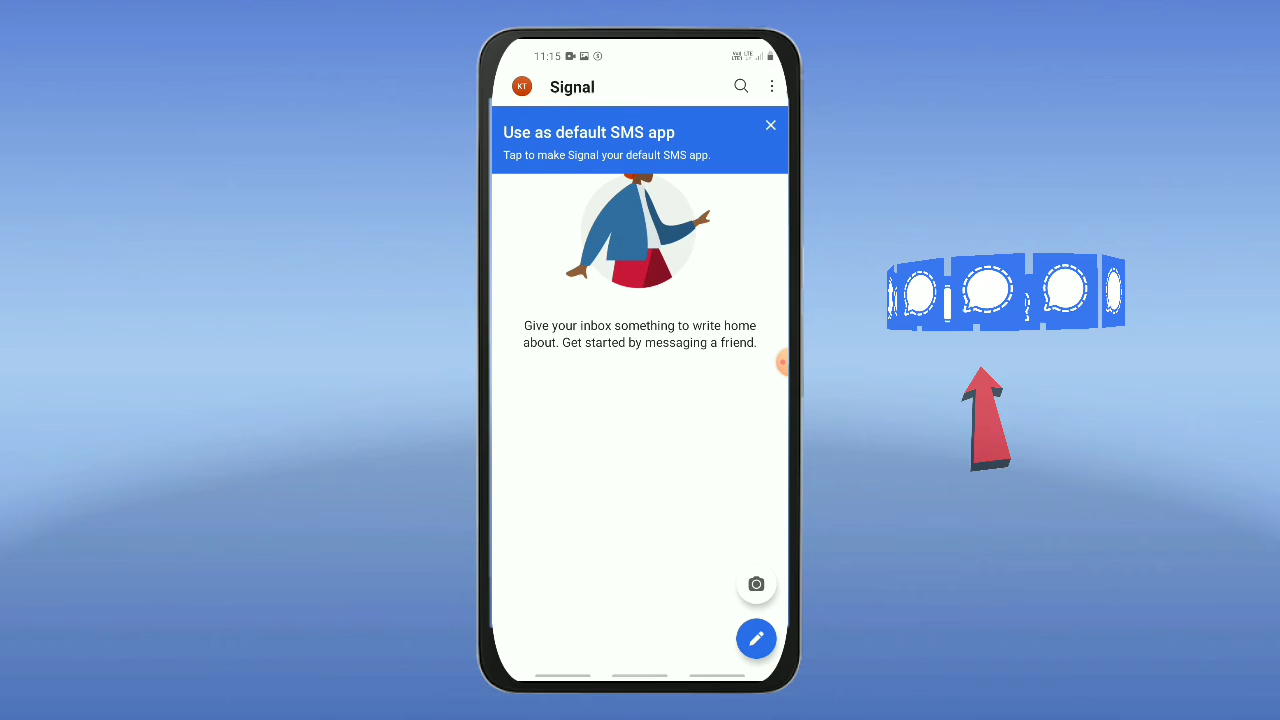 11:15
KT
Signal
Use as default SMS app
Tap to make Signal your default SMS app.
Give your inbox something to write home
about. Get started by messaging a friend.